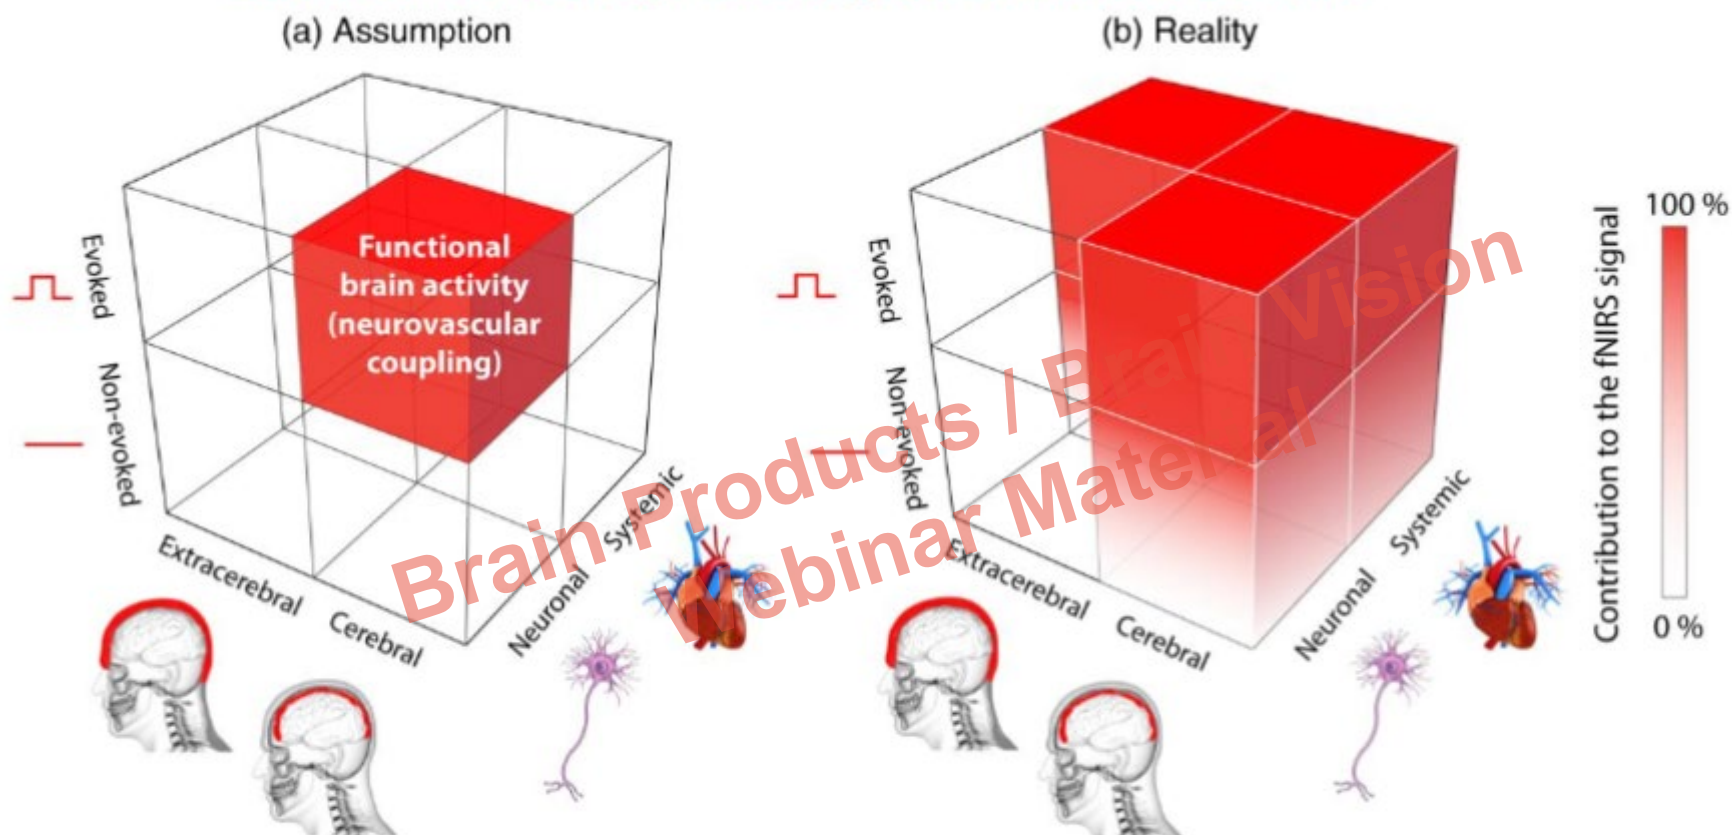 (a) Assumption
(b) Reality
Evoked
Non-evoked
Functional
brain activity
(neurovascular
coupling)
Extracerebral
Cerebral
Neuronal
Systemic
Evoked
Non-evoked
Extracerebral
Cerebral
Neuronal
Systemic
Contribution to the fNIRS signal
100 %
0 %
Brain Products / Brain Vision
Webinar Material